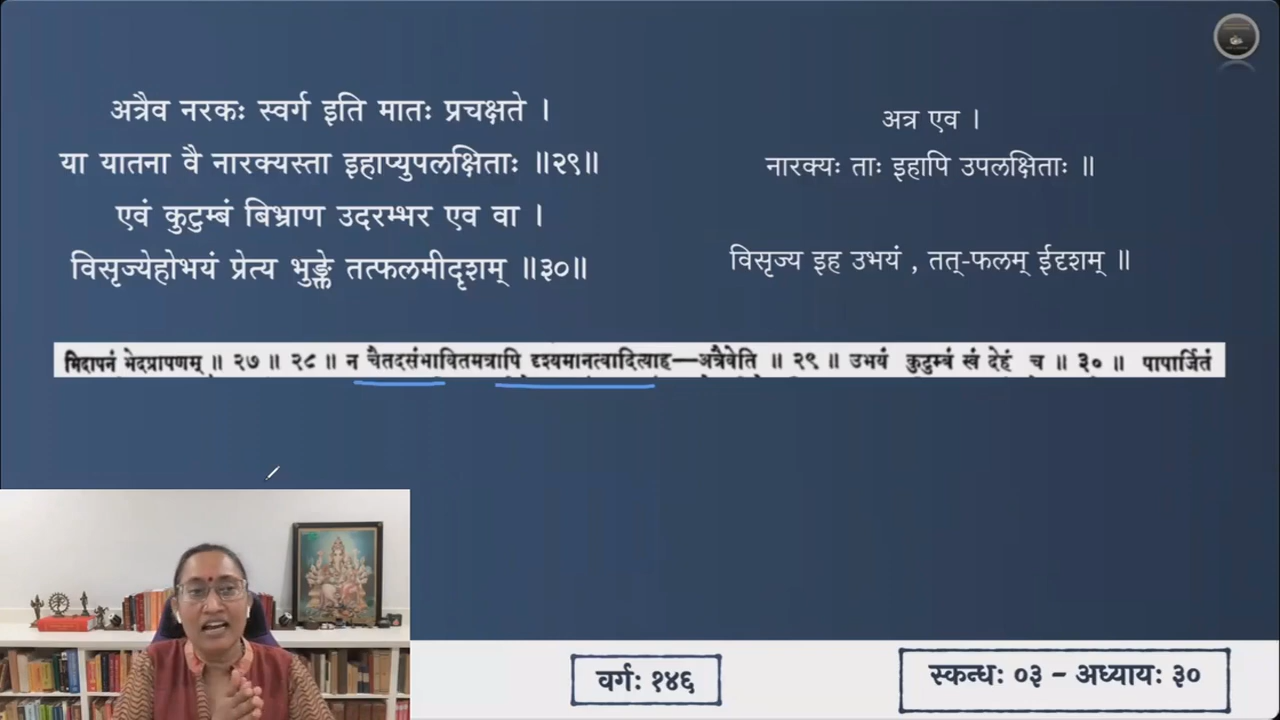 अत्रैव नरकः स्वर्ग इति मातः प्रचक्षते ।
या यातना वै नारक्यस्ता इहाप्युपलक्षिताः ॥२९॥
एवं कुटुम्बं बिभ्राण उदरम्भर एव वा ।
विसृज्येहोभयं प्रेत्य भुङ्क्ते तत्फलमीदृशम् ॥३०॥
अत्र एव ।
नारक्यः ताः इहापि उपलक्षिताः ॥
विसृज्य इह उभयं , तत्-फलम् ईदृशम् ॥
मिदापनं भेदप्रापणम् ॥ २७ ॥ २८ ॥ न चैतदसंभावितमत्रापि दृश्यमानत्वादित्याह—अत्रैवेति ॥ २९ ॥ उभयं कुटुम्बं स्वं देहं च ॥ ३० ॥ पापार्जितं
वर्गः १४६
स्कन्धः ०३ – अध्यायः ३०